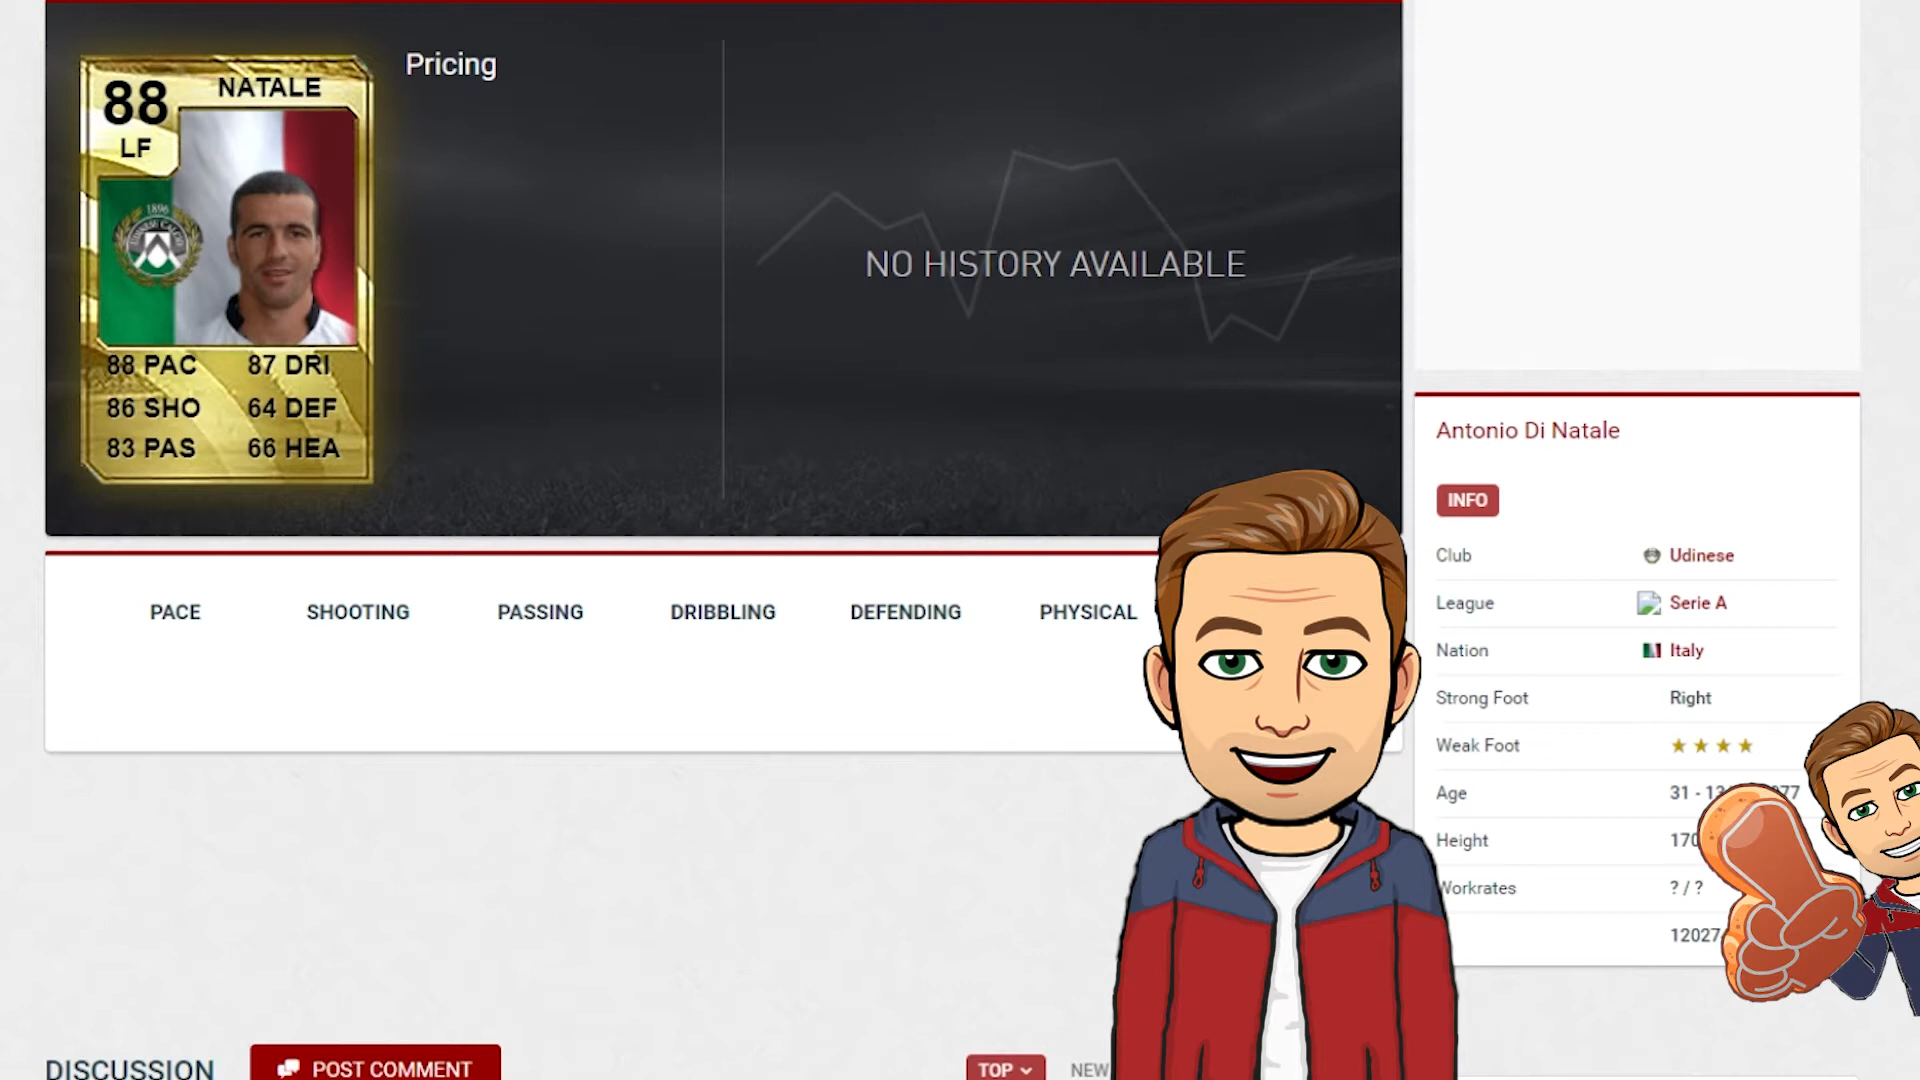 88
LF
NATALE
1896
88 PAC
87 DRI
86 SHO
64 DEF
83 PAS
66 HEA
Pricing
NO HISTORY AVAILABLE
PACE
SHOOTING
PASSING
DRIBBLING
DEFENDING
PHYSICAL
Antonio Di Natale
INFO
Club
Udinese
League
Serie A
Nation
Italy
Strong Foot
Right
Weak Foot
Age
31 - 13
77
Height
170
Workrates
? / ?
12027
DISCUSSION
POST COMMENT
TOP
NEW